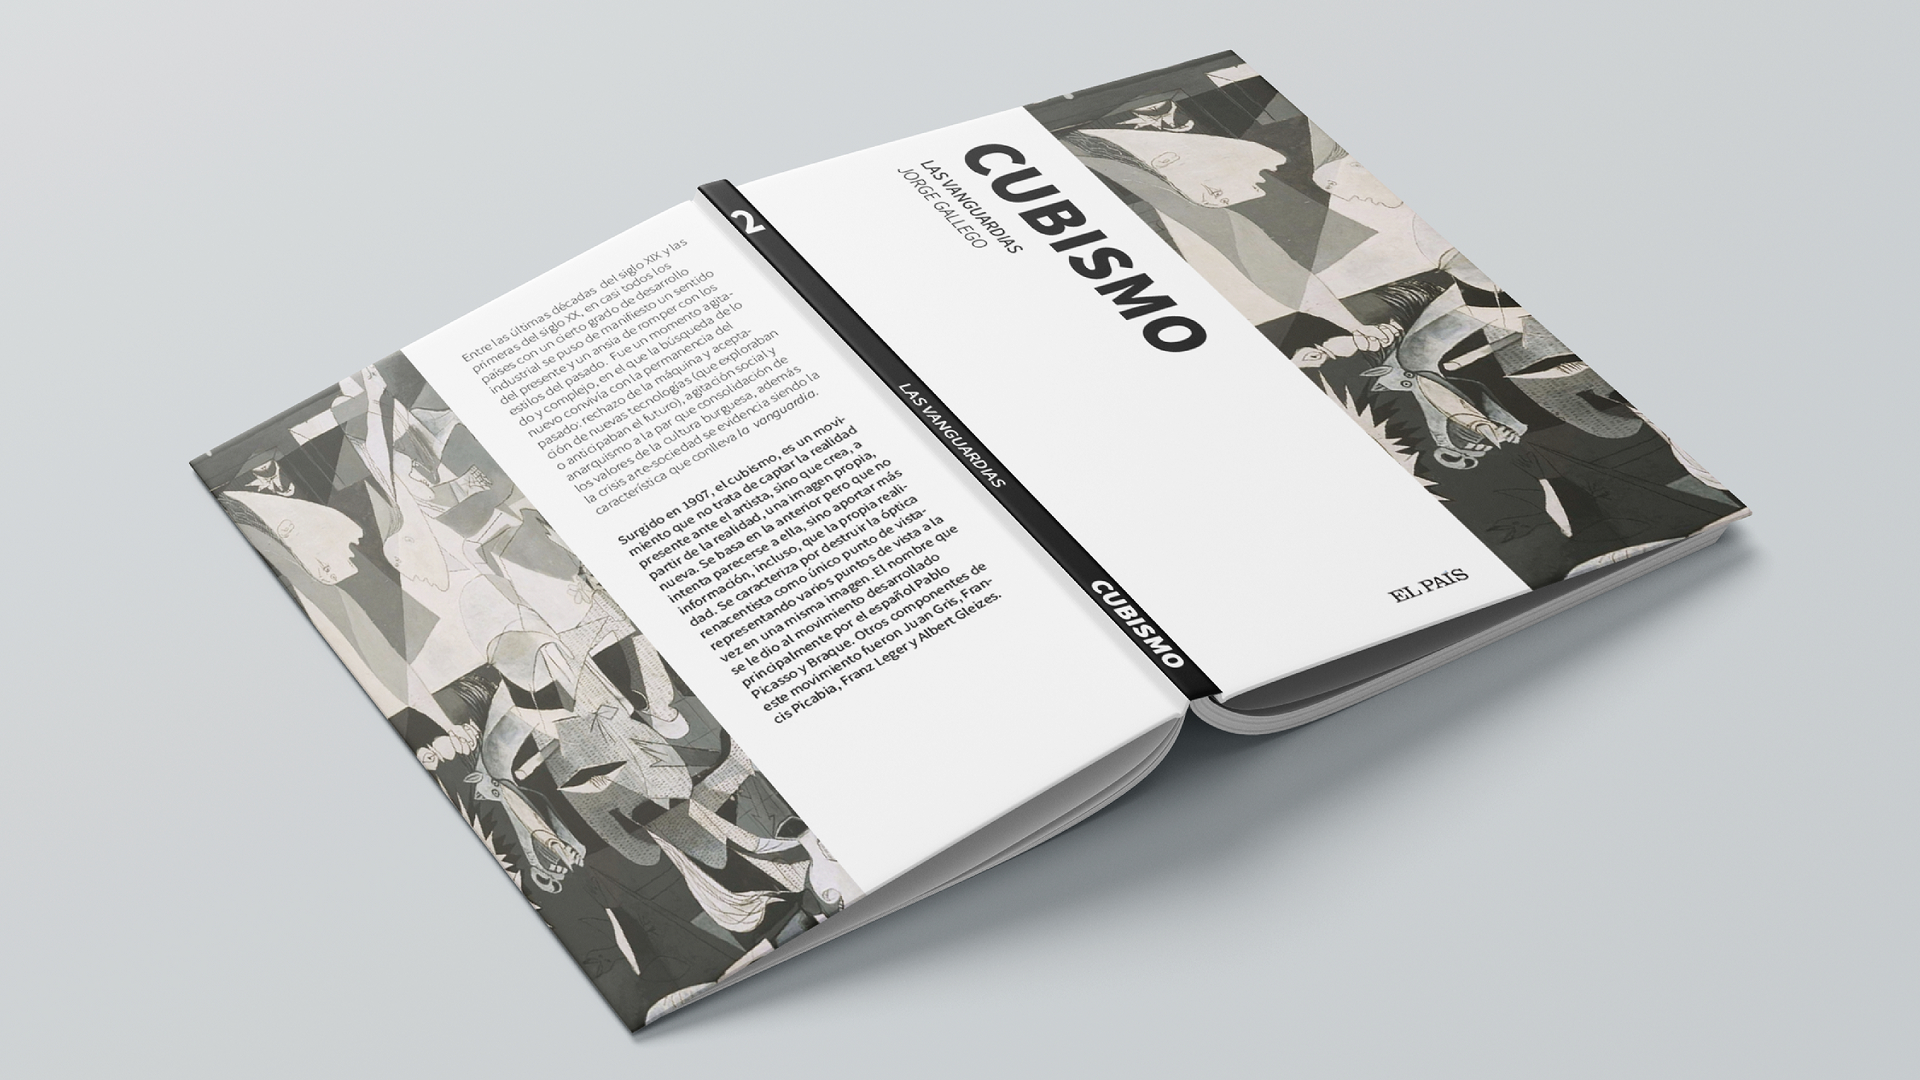 CUBISMO
LAS VANGUARDIAS
JORGE GALLEGO
EL PAÍS
2
LAS VANGUARDIAS
CUBISMO
Entre las últimas décadas del siglo XIX y las
primeras del siglo XX, en casi todos los
países con un cierto grado de desarrollo
industrial se puso de manifiesto un sentido
del presente y un ansia de romper con los
estilos del pasado. Fue un momento agita-
do y complejo, en el que la búsqueda de lo
nuevo convivía con la permanencia del
pasado: rechazo de la máquina y acepta-
ción de nuevas tecnologías (que exploraban
o anticipaban el futuro), agitación social y
anarquismo a la par que consolidación de
los valores de la cultura burguesa, además
la crisis arte-sociedad se evidencia siendo la
característica que conlleva la vanguardia.
Surgido en 1907, el cubismo, es un movi-
miento que no trata de captar la realidad
presente ante el artista, sino que crea, a
partir de la realidad, una imagen propia,
nueva. Se basa en la anterior pero que no
intenta parecerse a ella, sino aportar más
información, incluso, que la propia reali-
dad. Se caracteriza por destruir la óptica
renacentista como único punto de vista-
representando varios puntos de vista a la
vez en una misma imagen. El nombre que
se le dio al movimiento desarrollado
principalmente por el español Pablo
Picasso y Braque. Otros componentes de
este movimiento fueron Juan Gris, Fran-
cis Picabia, Franz Leger y Albert Gleizes.